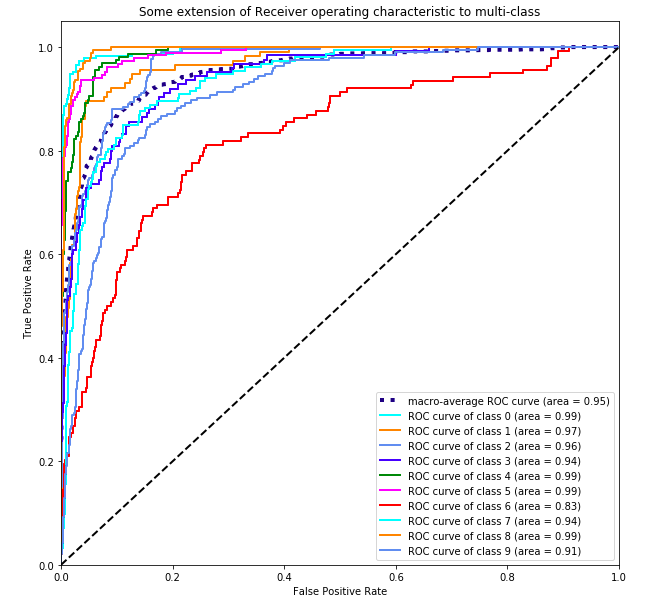 Some extension of Receiver operating characteristic to multi-class
1.0
0.8
0.6
0.4
0.2
0.0
True Positive Rate
macro-average ROC curve (area = 0.95)
ROC curve of class 0 (area = 0.99)
ROC curve of class 1 (area = 0.97)
ROC curve of class 2 (area = 0.96)
ROC curve of class 3 (area = 0.94)
ROC curve of class 4 (area = 0.99)
ROC curve of class 5 (area = 0.99)
ROC curve of class 6 (area = 0.83)
ROC curve of class 7 (area = 0.94)
ROC curve of class 8 (area = 0.99)
ROC curve of class 9 (area = 0.91)
0.0 0.2 0.4 0.6 0.8 1.0
False Positive Rate